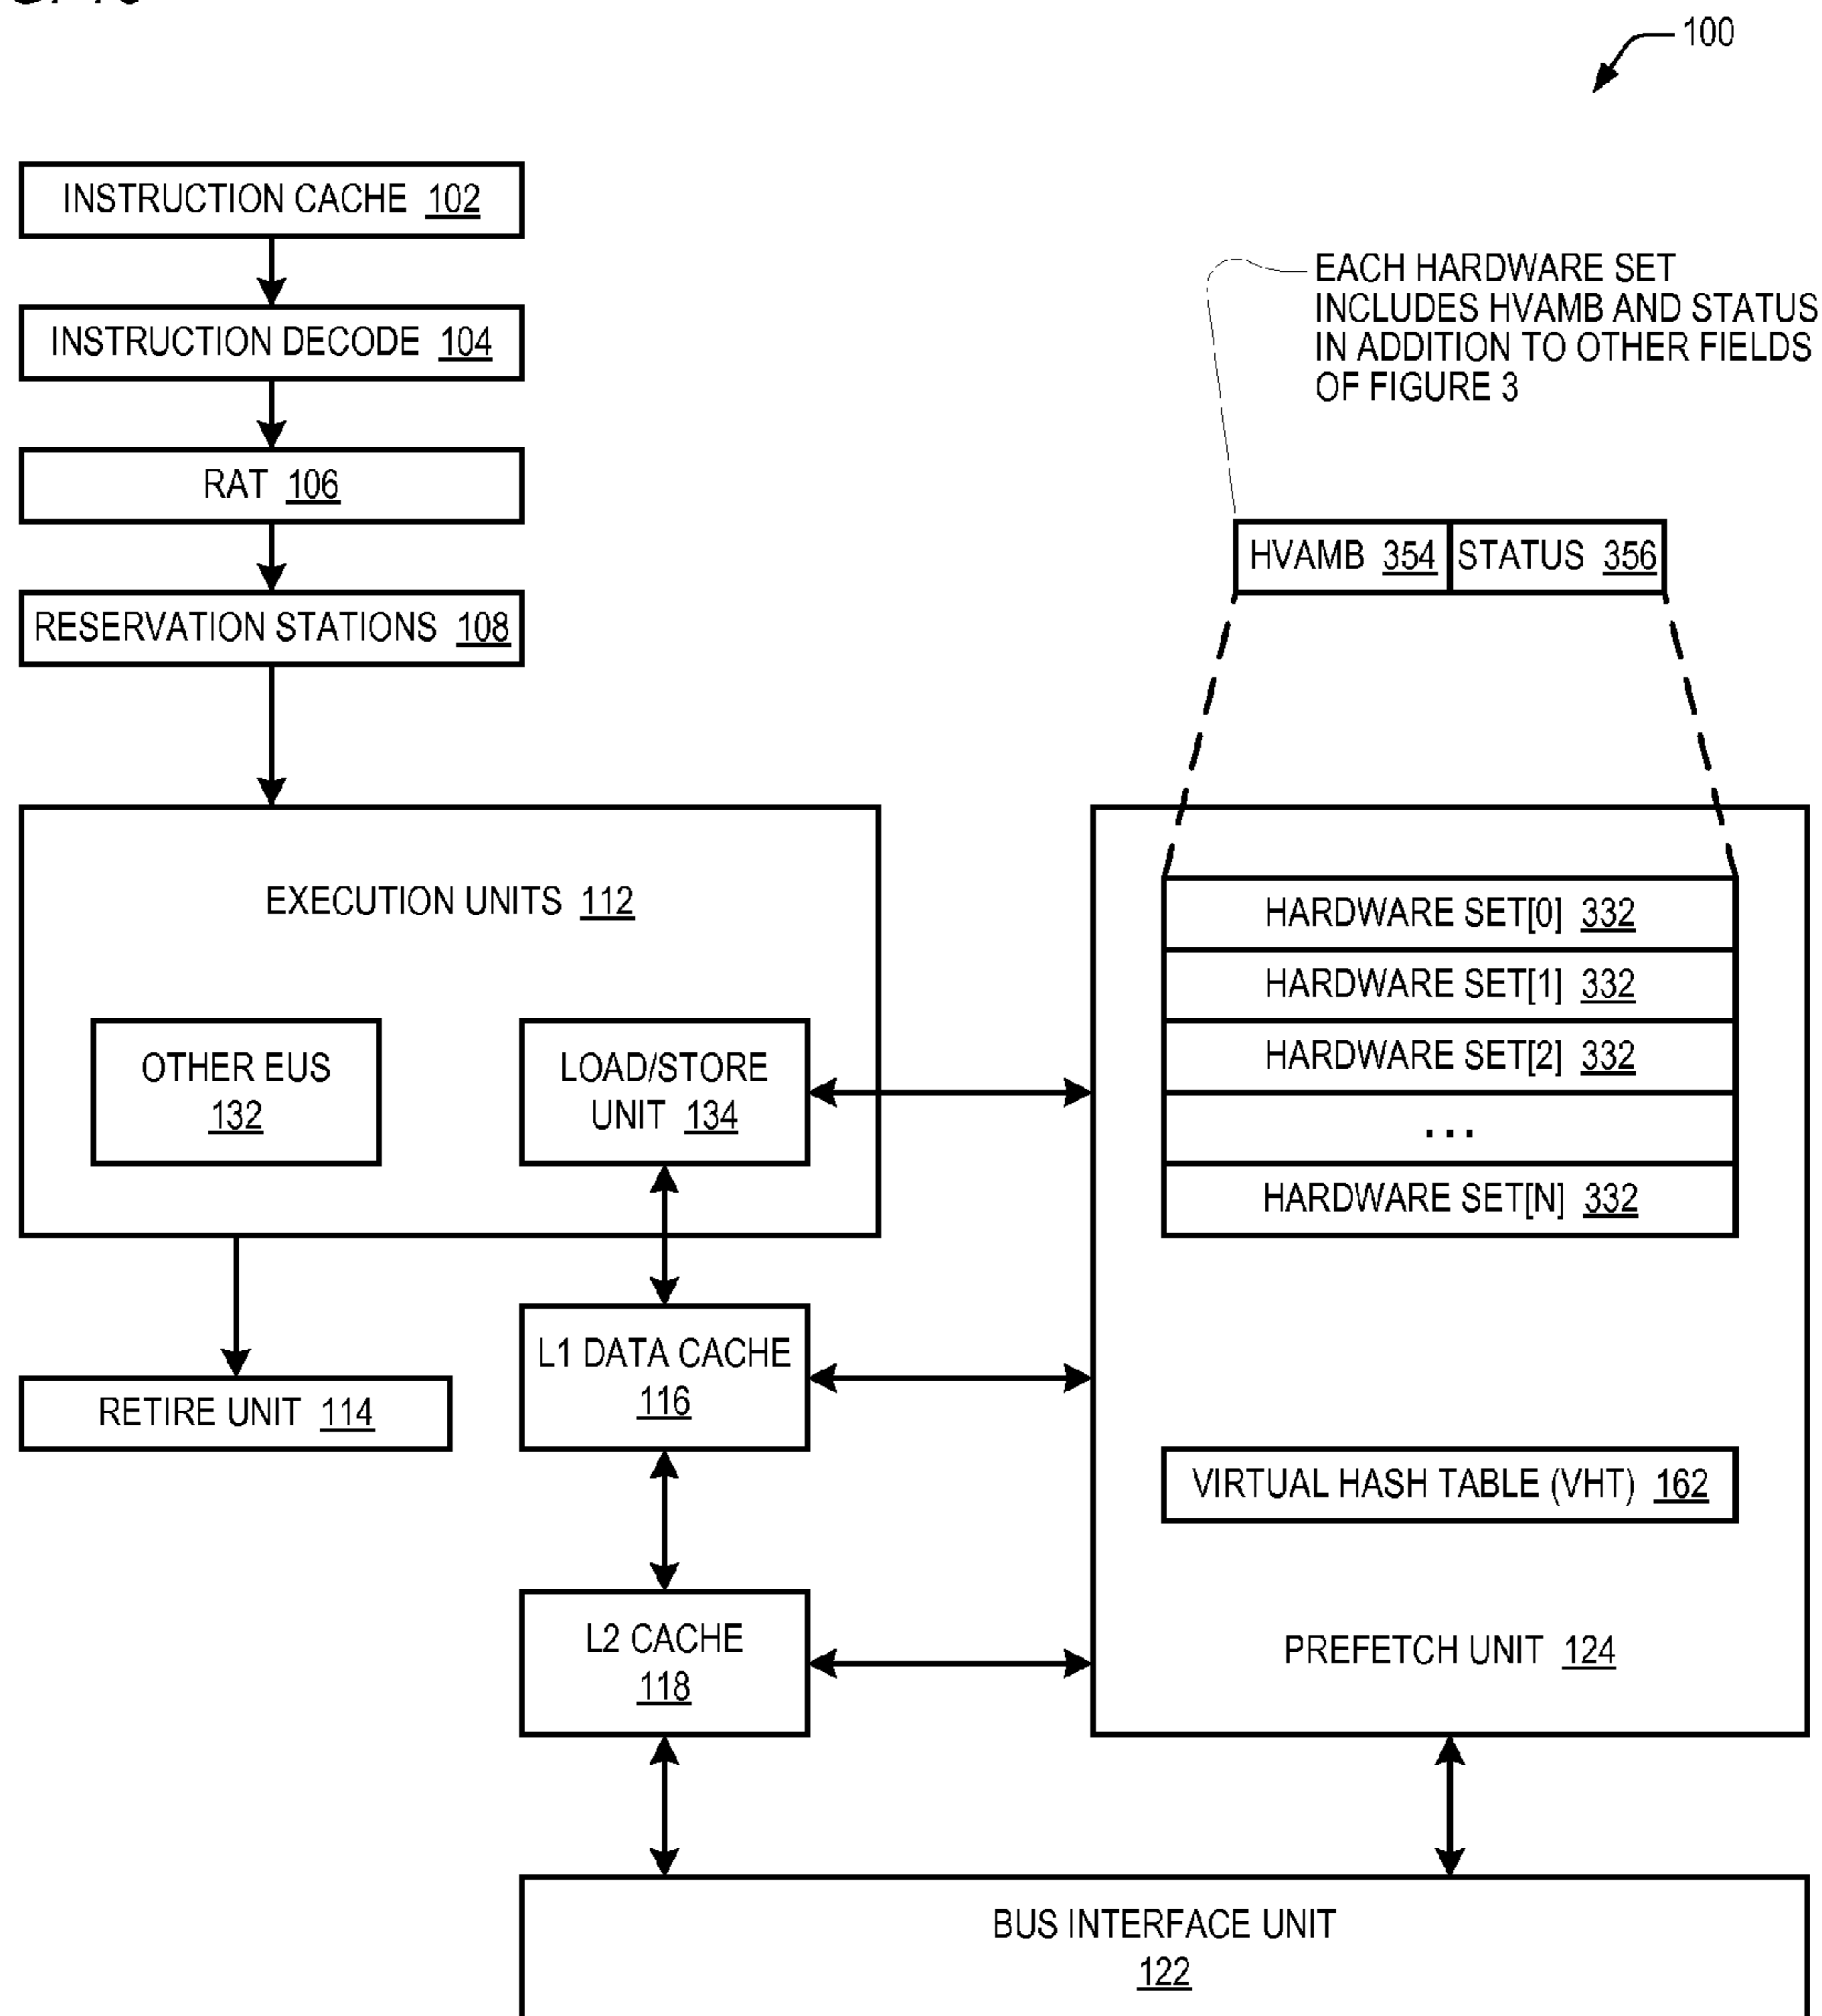 100
INSTRUCTION CACHE 102
INSTRUCTION DECODE 104
RAT 106
RESERVATION STATIONS 108
EACH HARDWARE SET
INCLUDES HVAMB AND STATUS
IN ADDITION TO OTHER FIELDS
OF FIGURE 3
HVAMB 354 STATUS 356
EXECUTION UNITS 112
OTHER EUS
132
LOAD/STORE
UNIT 134
HARDWARE SET[0] 332
HARDWARE SET[1] 332
HARDWARE SET[2] 332
...
HARDWARE SET[N] 332
L1 DATA CACHE
116
RETIRE UNIT 114
VIRTUAL HASH TABLE (VHT) 162
L2 CACHE
118
PREFETCH UNIT 124
BUS INTERFACE UNIT
122